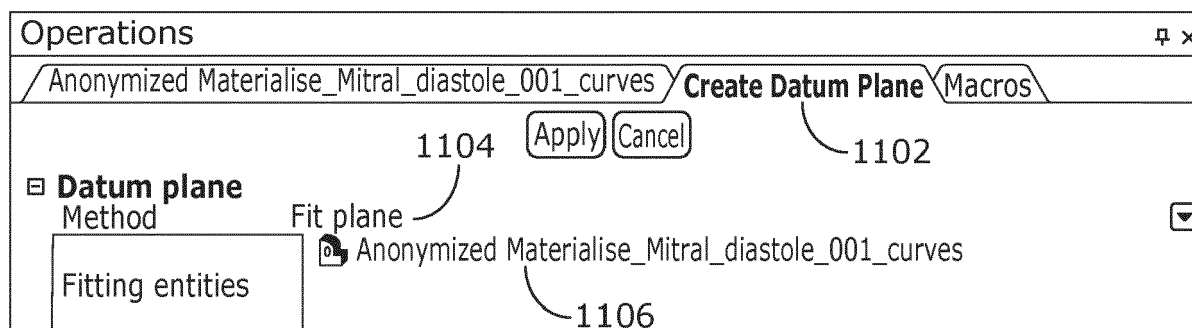 Operations
Anonymized Materialise_Mitral_diastole_001_curves Create Datum Plane Macros
Apply Cancel
1104
1102
Datum plane
Method Fit plane
Anonymized Materialise_Mitral_diastole_001_curves
Fitting entities
1106